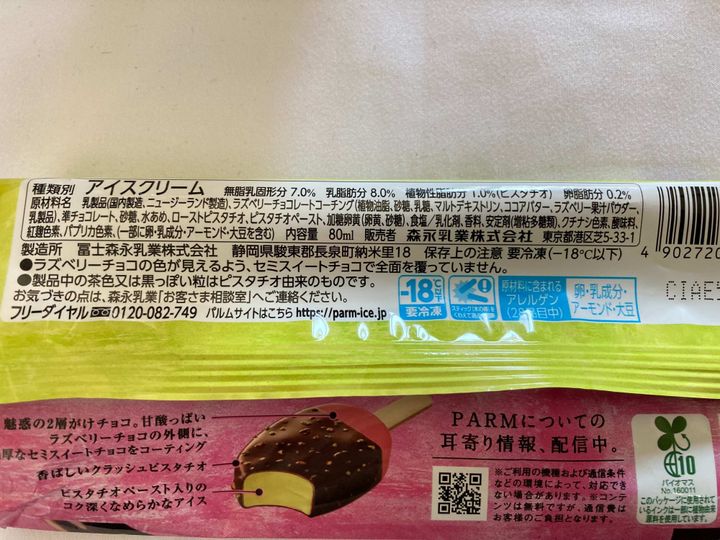 種類別 アイスクリーム 無脂乳固形分 7.0% 乳脂肪分 8.0% 植物性脂肪分 1.0%(ピスタチオ) 卵脂肪分 0.2%
原材料名 乳製品(国内製造、ニュージーランド製造)、ラズベリーチョコレートコーチング(植物油脂、砂糖、乳糖、マルトデキストリン、ココアバター、ラズベリー果汁パウダー、
乳製品)、準チョコレート、砂糖、水あめ、ローストピスタチオ、ピスタチオペースト、加糖卵黄(卵黄、砂糖)、食塩/乳化剤、香料、安定剤(増粘多糖類)、クチナシ色素、酸味料、
紅麹色素、パプリカ色素、(一部に卵・乳成分・アーモンド・大豆を含む) 内容量 80ml 販売者 森永乳業株式会社 東京都港区芝5-33-1
製造所 冨士森永乳業株式会社 静岡県駿東郡長泉町納米里18 保存上の注意 要冷凍(-18℃以下)
●ラズベリーチョコの色が見えるよう、セミスイートチョコで全面を覆っていません。
●製品中の茶色又は黒っぽい粒はピスタチオ由来のものです。
お気づきの点は、森永乳業「お客さま相談室」へご連絡ください。
フリーダイヤル 0120-082-749 パルムサイトはこちら https://parm-ice.jp
-18℃以下
要冷凍
原材料に含まれる
アレルゲン
卵・乳成分・
アーモンド・大豆
4 902720
魅惑の2層がけチョコ。甘酸っぱい
ラズベリーチョコの外側に、
厚なセミスイートチョコをコーティング
香ばしいクラッシュピスタチオ
ピスタチオペースト入りの
コク深くなめらかなアイス
PARMについての
耳寄り情報、配信中。
※ご利用の機種および通信条件
などの環境によって、対応でき
ない場合があります。※コンテ
ンツは無料ですが、通信費は
お客様のご負担となります。
10
バイオマス
No.160011
このパッケージに使用されて
いるインクは一部に植物由来
原料を使用しています。